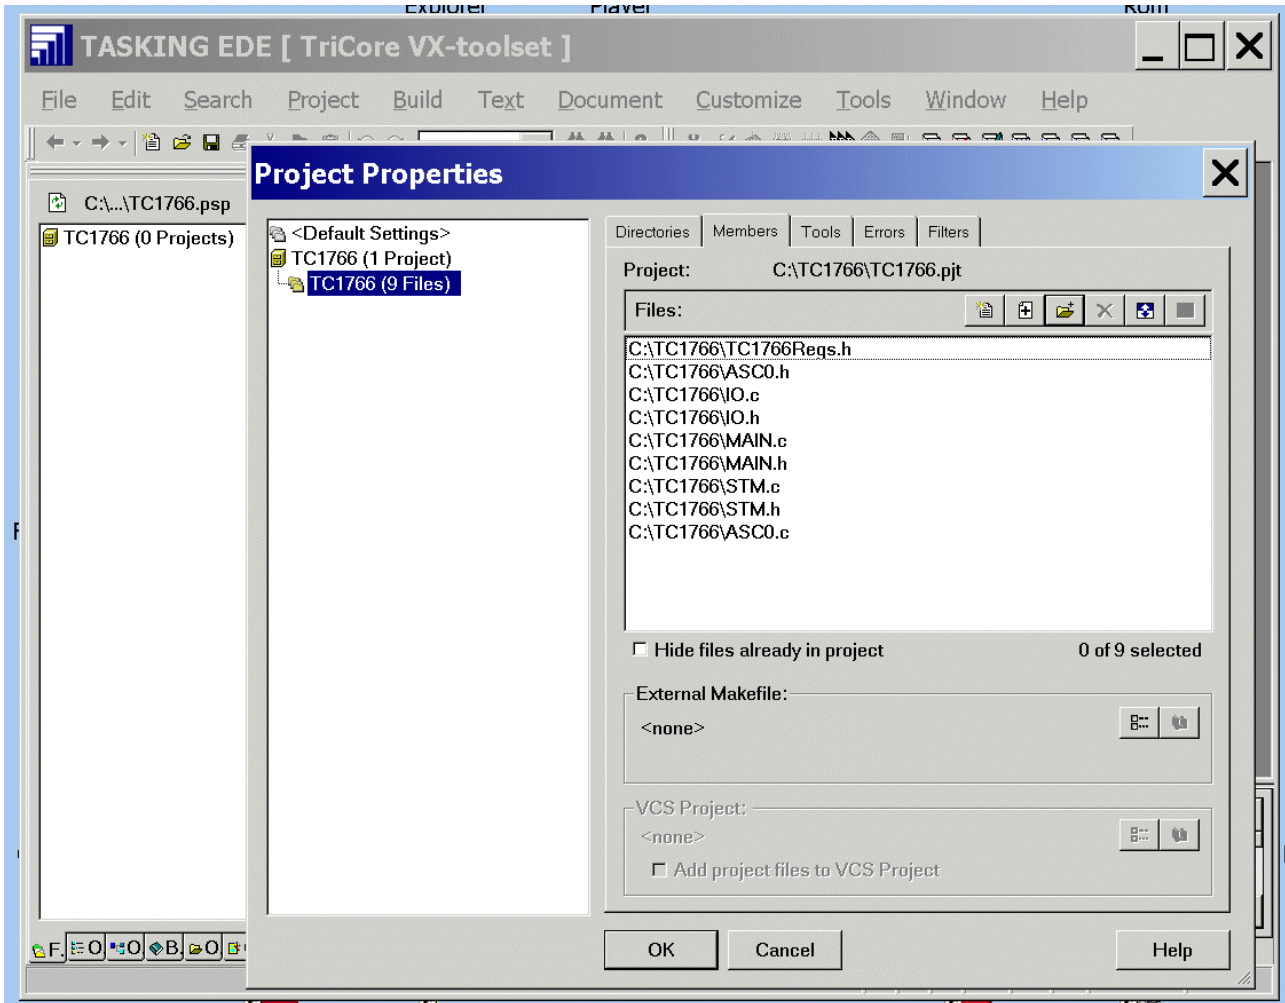 Explorer Player Rom
TASKING EDE [ TriCore VX-toolset ]
File Edit Search Project Build Text Document Customize Tools Window Help
Project Properties
C:\...\TC1766.psp
TC1766 (0 Projects)
<Default Settings>
TC1766 (1 Project)
TC1766 (9 Files)
Directories Members Tools Errors Filters
Project: C:\TC1766\TC1766.pjt
Files:
C:\TC1766\TC1766Regs.h
C:\TC1766\ASC0.h
C:\TC1766\IO.c
C:\TC1766\IO.h
C:\TC1766\MAIN.c
C:\TC1766\MAIN.h
C:\TC1766\STM.c
C:\TC1766\STM.h
C:\TC1766\ASC0.c
Hide files already in project 0 of 9 selected
External Makefile:
<none>
VCS Project:
<none>
Add project files to VCS Project
F. O. O. B. O.
OK Cancel Help